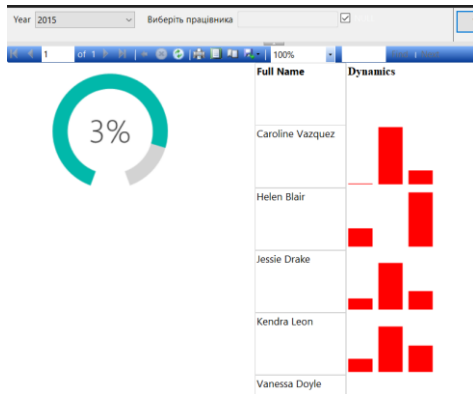 Year 2015 Виберіть працівника
1 of 1 100%
Full Name Dynamics
3%
Caroline Vazquez
Helen Blair
Jessie Drake
Kendra Leon
Vanessa Doyle